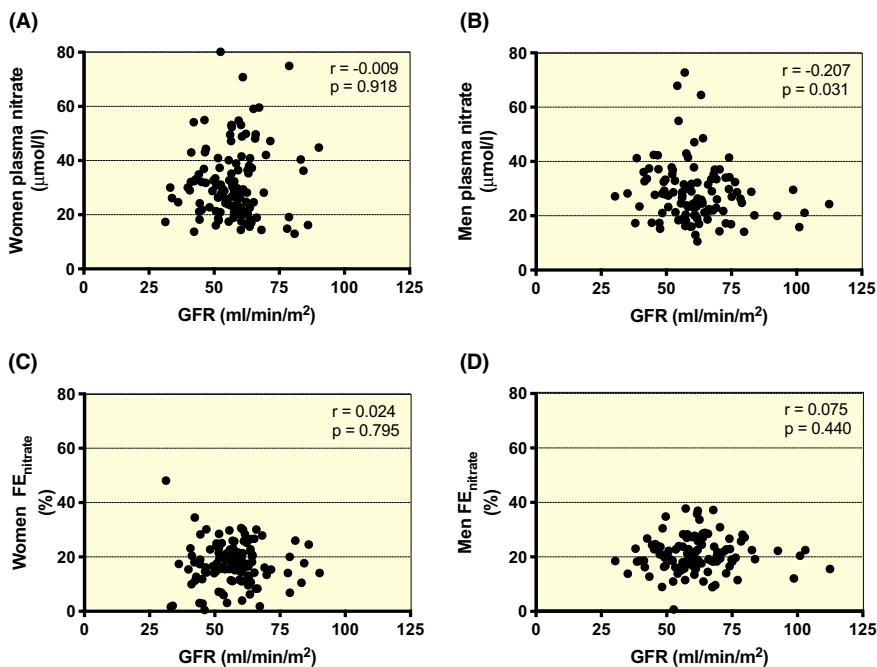 (A)
80
60
40
20
0
Women plasma nitrate
(μmol/l)
r = -0.009
p = 0.918
0 25 50 75 100 125
GFR (ml/min/m²)
(B)
80
60
40
20
0
Men plasma nitrate
(μmol/l)
r = -0.207
p = 0.031
0 25 50 75 100 125
GFR (ml/min/m²)
(C)
80
60
40
20
0
Women FEnitrate
(%)
r = 0.024
p = 0.795
0 25 50 75 100 125
GFR (ml/min/m²)
(D)
80
60
40
20
0
Men FEnitrate
(%)
r = 0.075
p = 0.440
0 25 50 75 100 125
GFR (ml/min/m²)